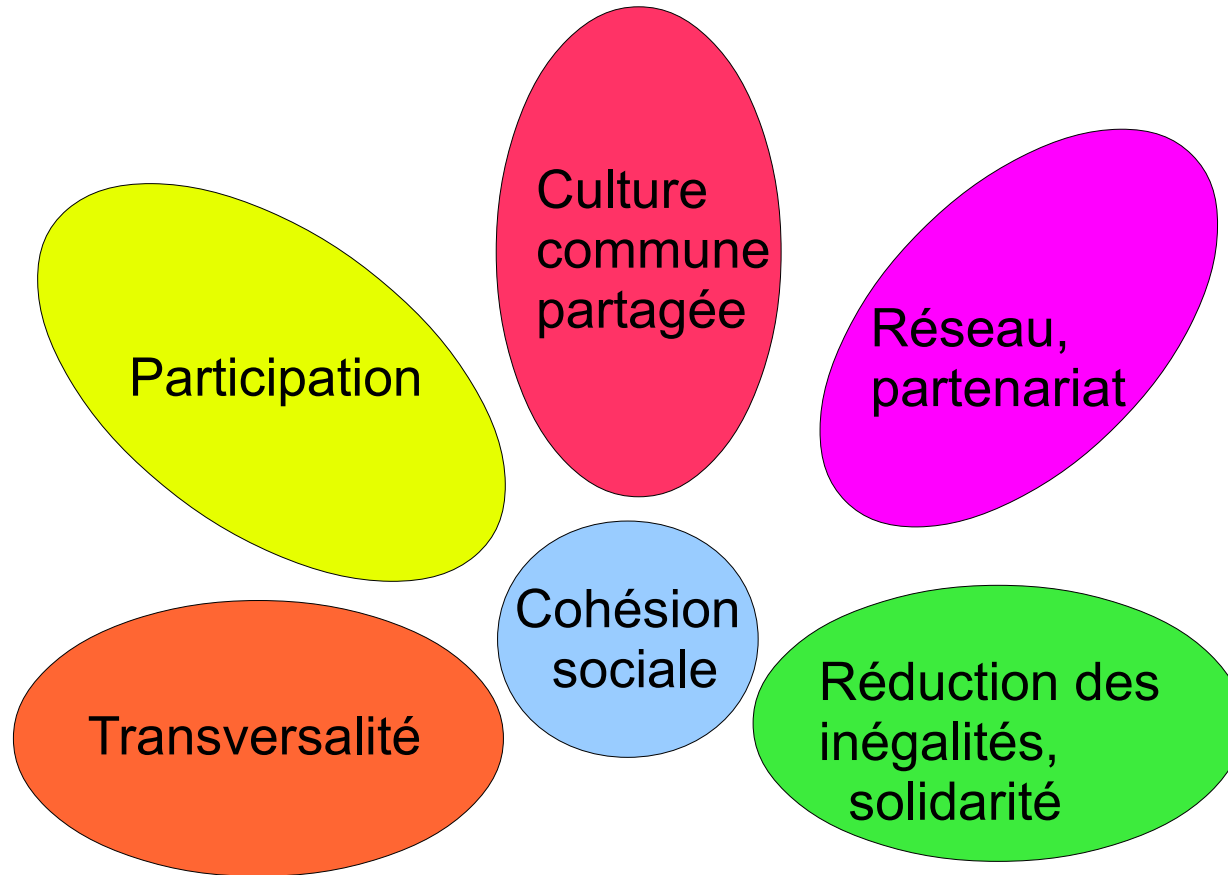 Culture
commune
partagée
Participation
Réseau,
partenariat
Cohésion
sociale
Transversalité
Réduction des
inégalités,
solidarité